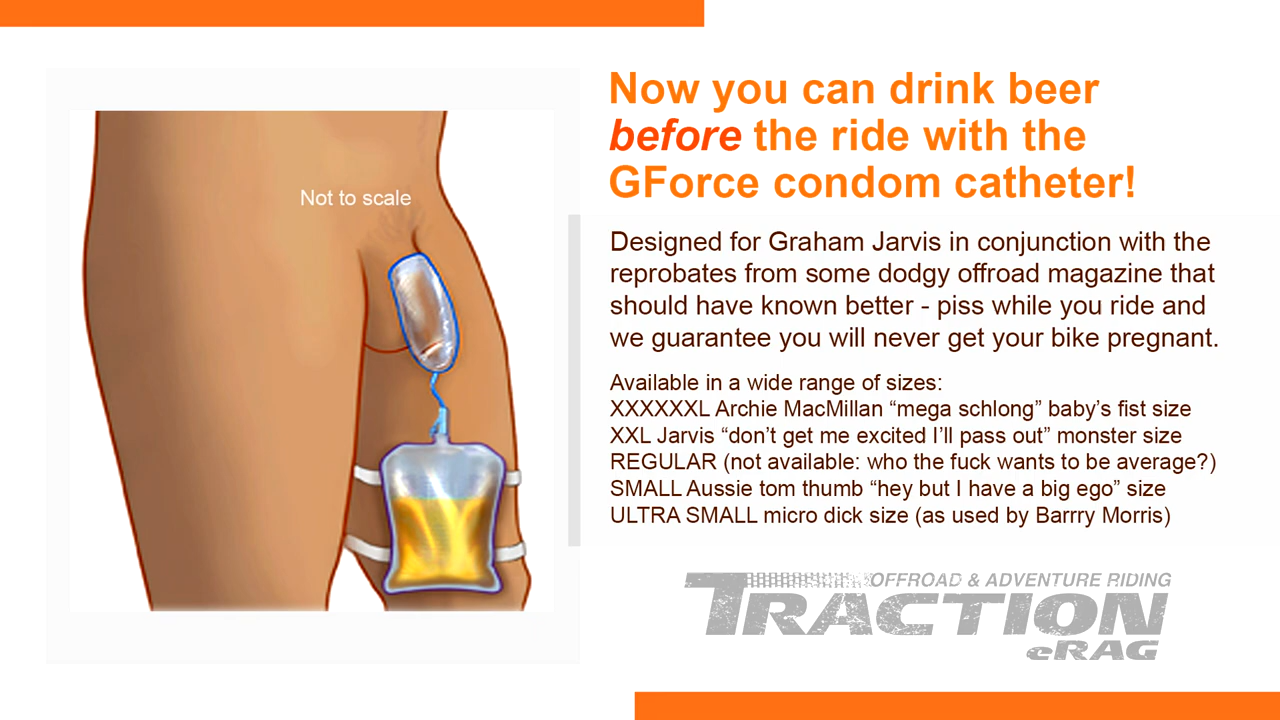 Now you can drink beer
before the ride with the
GForce condom catheter!
Not to scale
Designed for Graham Jarvis in conjunction with the
reprobates from some dodgy offroad magazine that
should have known better - piss while you ride and
we guarantee you will never get your bike pregnant.
Available in a wide range of sizes:
XXXXXXL Archie MacMillan “mega schlong” baby’s fist size
XXL Jarvis “don’t get me excited I’ll pass out” monster size
REGULAR (not available: who the fuck wants to be average?)
SMALL Aussie tom thumb “hey but I have a big ego” size
ULTRA SMALL micro dick size (as used by Barrry Morris)
OFFROAD & ADVENTURE RIDING
TRACTION
eRAG